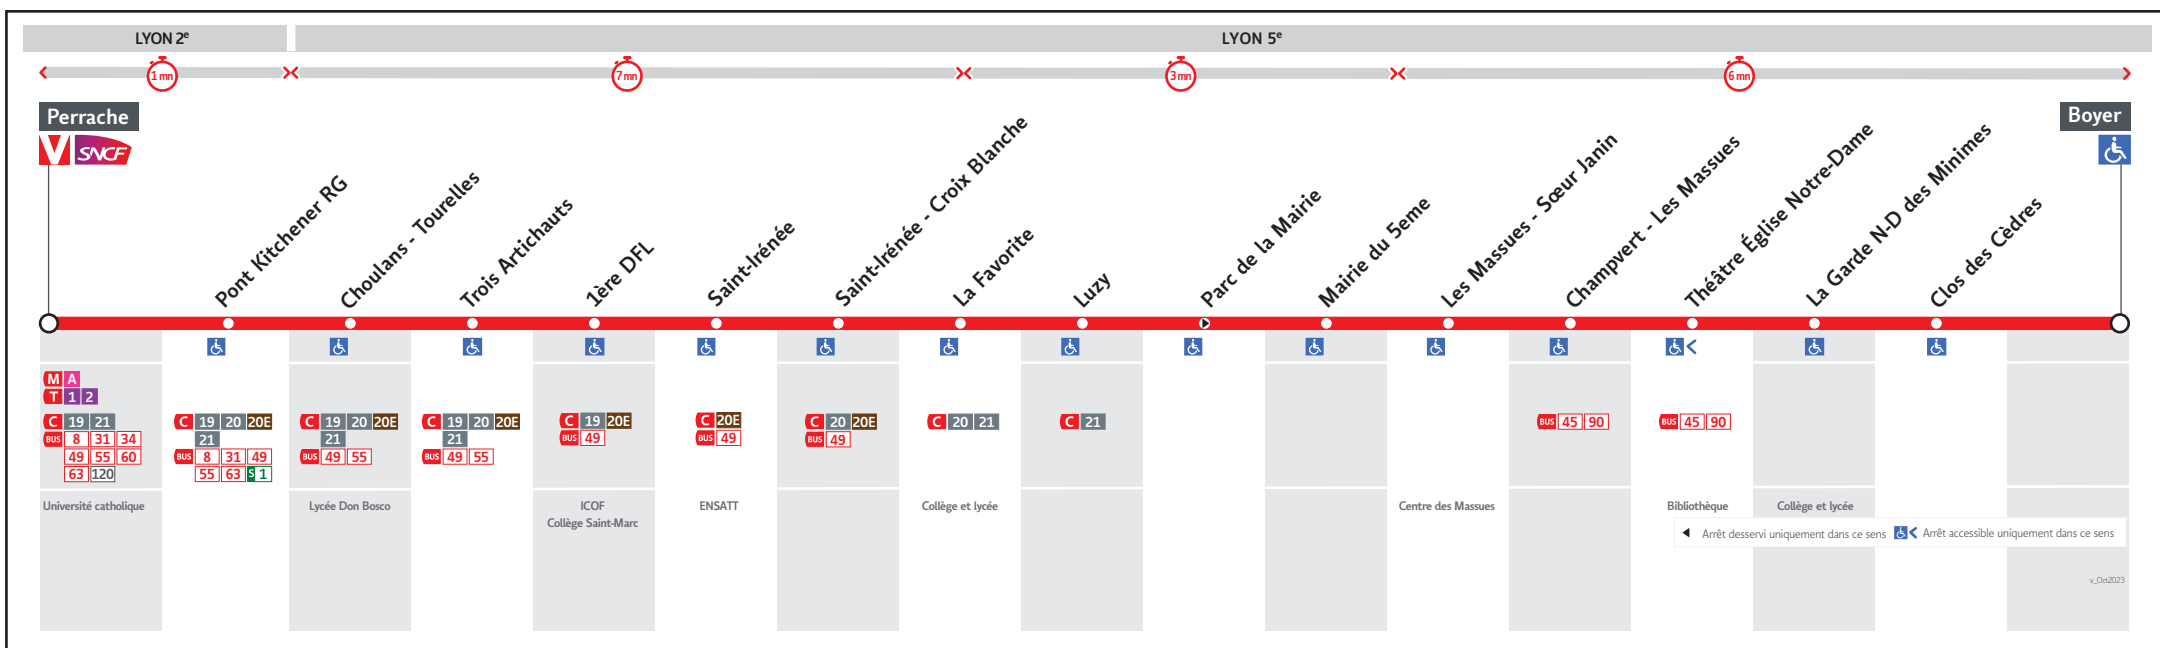 LYON 2e
LYON 5e
1 mn
7 mn
3 mn
6 mn
Perrache
SNCF
Boyer
Pont Kitchener RG
Choulans - Tourelles
Trois Artichauts
1ère DFL
Saint-Irénée
Saint-Irénée - Croix Blanche
La Favorite
Luzy
Parc de la Mairie
Mairie du 5eme
Les Massues - Sœur Janin
Champvert - Les Massues
Théâtre Église Notre-Dame
La Garde N-D des Minimes
Clos des Cèdres
M A
T 1 2
C 19 21
BUS 8 31 34
49 55 60
63 120
C 19 20 20E
21
BUS 8 31 49
55 63 S 1
C 19 20 20E
21
BUS 49 55
C 19 20 20E
21
BUS 49 55
C 19 20E
BUS 49
C 20E
BUS 49
C 20 20E
BUS 49
C 20 21
C 21
BUS 45 90
BUS 45 90
Université catholique
Lycée Don Bosco
ICOF
Collège Saint-Marc
ENSATT
Collège et lycée
Centre des Massues
Bibliothèque
Collège et lycée
Arrêt desservi uniquement dans ce sens
Arrêt accessible uniquement dans ce sens
v_Oct2023